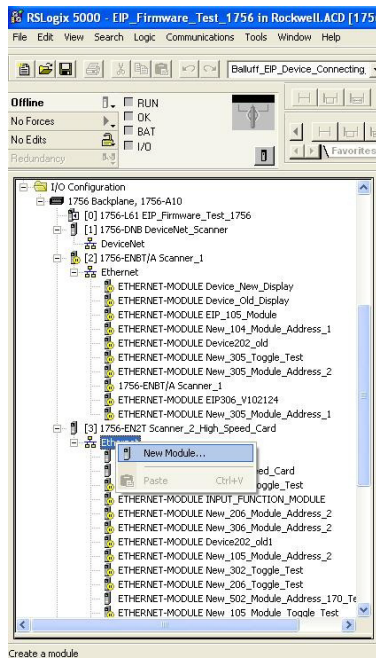 RSLogix 5000 - EIP_Firmware_Test_1756 in Rockwell.ACD [175
File Edit View Search Logic Communications Tools Window Help
Balluff_EIP_Device_Connecting_
Offline
RUN
No Forces
OK
No Edits
BAT
Redundancy
I/O
Favorites
I/O Configuration
1756 Backplane, 1756-A10
[0] 1756-L61 EIP_Firmware_Test_1756
[1] 1756-DNB DeviceNet_Scanner
DeviceNet
[2] 1756-ENBT/A Scanner_1
Ethernet
ETHERNET-MODULE Device_New_Display
ETHERNET-MODULE Device_Old_Display
ETHERNET-MODULE EIP_105_Module
ETHERNET-MODULE New_104_Module_Address_1
ETHERNET-MODULE Device202_old
ETHERNET-MODULE New_305_Toggle_Test
ETHERNET-MODULE New_305_Module_Address_2
1756-ENBT/A Scanner_1
ETHERNET-MODULE EIP306_V102124
ETHERNET-MODULE New_305_Module_Address_1
[3] 1756-EN2T Scanner_2_High_Speed_Card
Ethe
New Module...
ed_Card
Paste Ctrl+V
oggle_Test
ETHERNET-MODULE INPUT_FUNCTION_MODULE
ETHERNET-MODULE New_206_Module_Address_2
ETHERNET-MODULE New_306_Module_Address_2
ETHERNET-MODULE Device202_old1
ETHERNET-MODULE New_105_Module_Address_2
ETHERNET-MODULE New_302_Toggle_Test
ETHERNET-MODULE New_206_Toggle_Test
ETHERNET-MODULE New_502_Module_Address_170_Te
ETHERNET-MODULE New_105_Module_Toggle_Test
Create a module